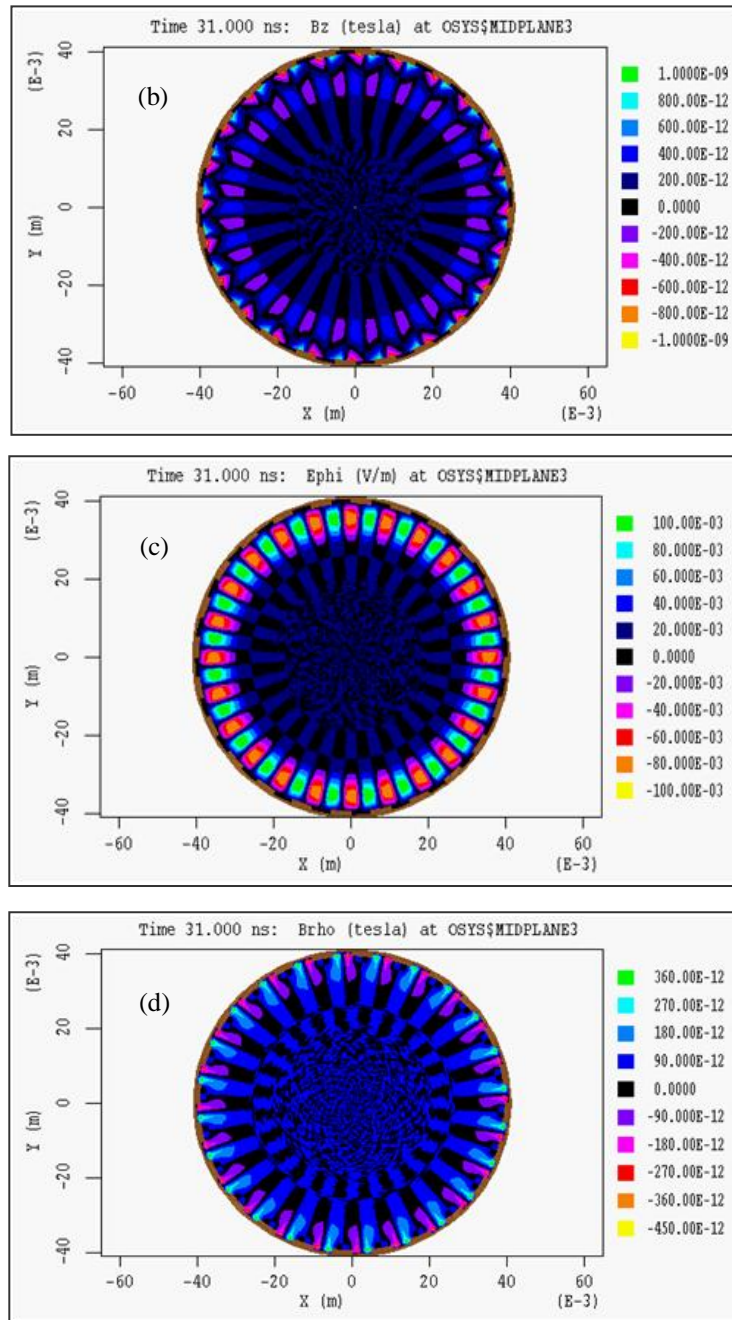 Time 31.000 ns: Bz (tesla) at OSYS$MIDPLANE3
(b)
(E-3)
40
20
0
-20
-40
Y (m)
-60 -40 -20 0 20 40 60
X (m) (E-3)
1.0000E-09
800.00E-12
600.00E-12
400.00E-12
200.00E-12
0.0000
-200.00E-12
-400.00E-12
-600.00E-12
-800.00E-12
-1.0000E-09
Time 31.000 ns: Ephi (V/m) at OSYS$MIDPLANE3
(c)
(E-3)
40
20
0
-20
-40
Y (m)
-60 -40 -20 0 20 40 60
X (m) (E-3)
100.00E-03
80.000E-03
60.000E-03
40.000E-03
20.000E-03
0.0000
-20.000E-03
-40.000E-03
-60.000E-03
-80.000E-03
-100.00E-03
Time 31.000 ns: Brho (tesla) at OSYS$MIDPLANE3
(d)
(E-3)
40
20
0
-20
-40
Y (m)
-60 -40 -20 0 20 40 60
X (m) (E-3)
360.00E-12
270.00E-12
180.00E-12
90.000E-12
0.0000
-90.000E-12
-180.00E-12
-270.00E-12
-360.00E-12
-450.00E-12